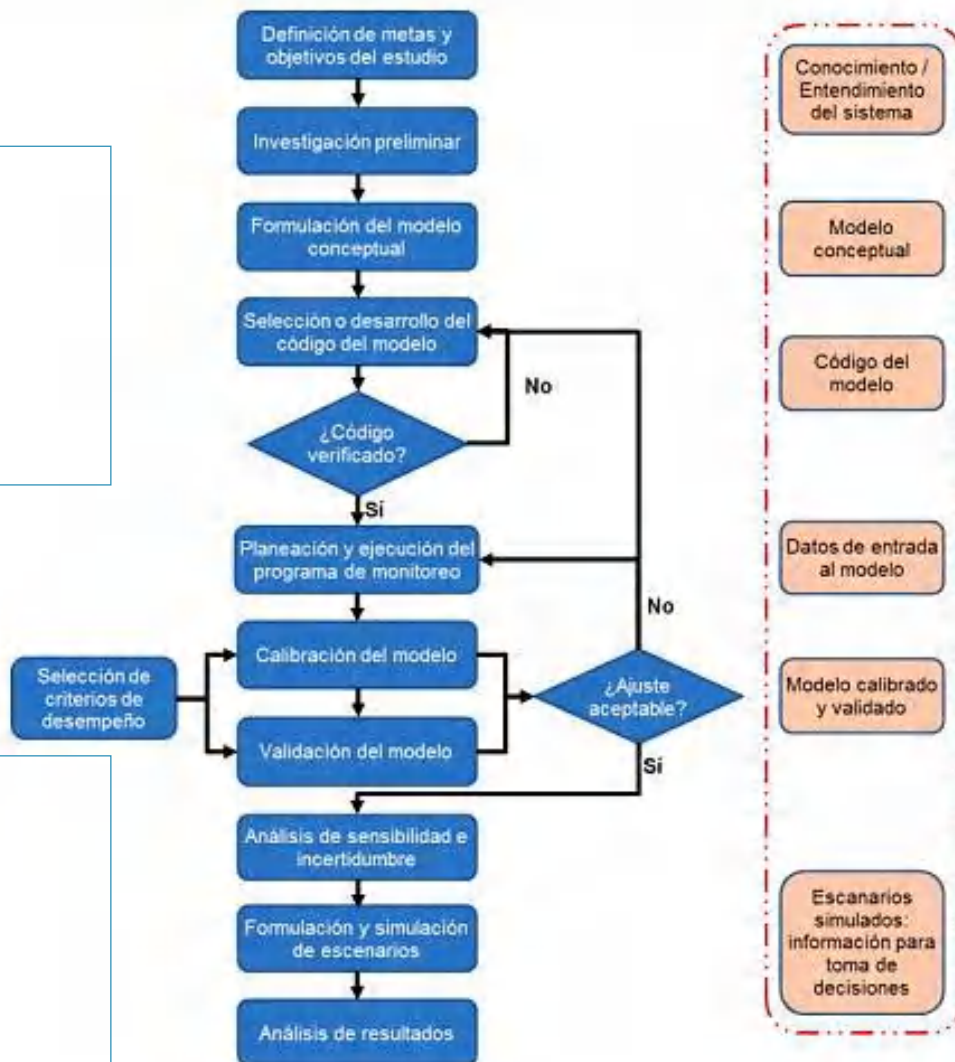 Definición de metas y
objetivos del estudio
Investigación preliminar
Formulación del modelo
conceptual
Selección o desarrollo del
código del modelo
No
¿Código
verificado?
Sí
Planeación y ejecución del
programa de monitoreo
No
Selección de
criterios de
desempeño
Calibración del modelo
¿Ajuste
aceptable?
Validación del modelo
Sí
Análisis de sensibilidad e
incertidumbre
Formulación y simulación
de escenarios
Análisis de resultados
Conocimiento /
Entendimiento
del sistema
Modelo
conceptual
Código del
modelo
Datos de entrada
al modelo
Modelo calibrado
y validado
Escanarios
simulados:
información para
toma de
decisiones